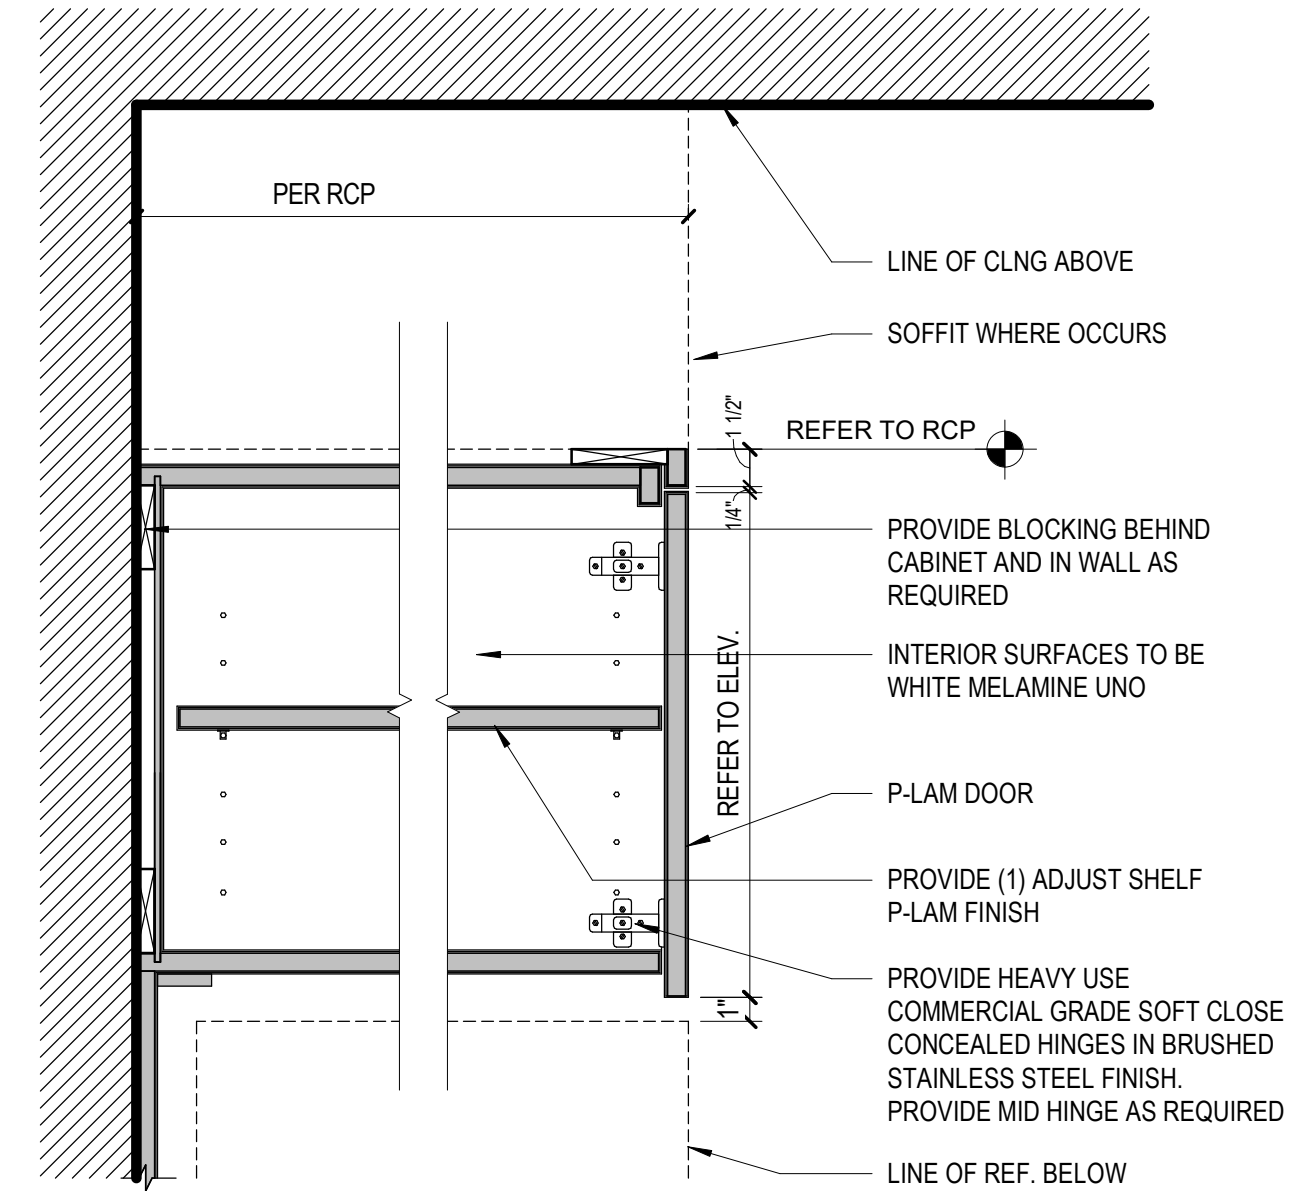 PER RCP
LINE OF CLNG ABOVE
SOFFIT WHERE OCCURS
1 1/2"
REFER TO RCP
1/4"
PROVIDE BLOCKING BEHIND
CABINET AND IN WALL AS
REQUIRED
REFER TO ELEV.
INTERIOR SURFACES TO BE
WHITE MELAMINE UNO
P-LAM DOOR
PROVIDE (1) ADJUST SHELF
P-LAM FINISH
PROVIDE HEAVY USE
COMMERCIAL GRADE SOFT CLOSE
CONCEALED HINGES IN BRUSHED
STAINLESS STEEL FINISH.
PROVIDE MID HINGE AS REQUIRED
1"
LINE OF REF. BELOW